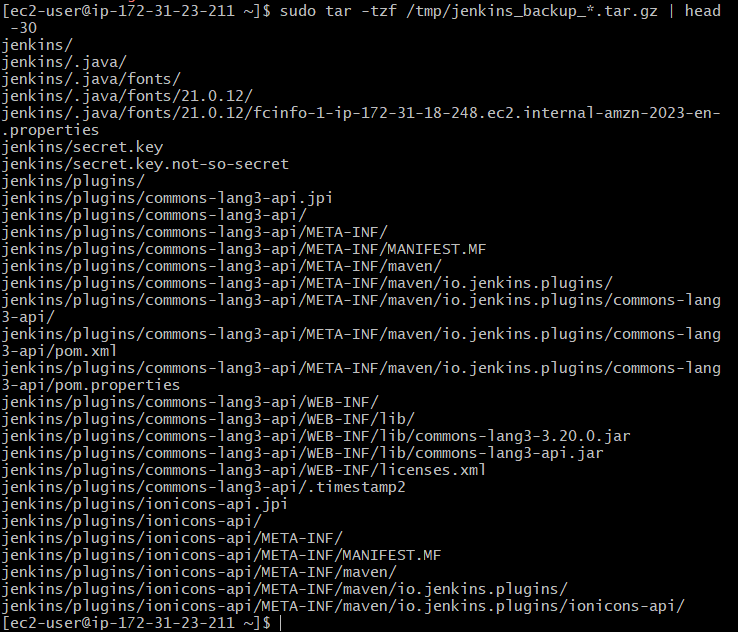 [ec2-user@ip-172-31-23-211 ~]$ sudo tar -tzf /tmp/jenkins_backup_*.tar.gz | head
 -30
jenkins/
jenkins/.java/
jenkins/.java/fonts/
jenkins/.java/fonts/21.0.12/
jenkins/.java/fonts/21.0.12/fcinfo-1-ip-172-31-18-248.ec2.internal-amzn-2023-en-
.properties
jenkins/secret.key
jenkins/secret.key.not-so-secret
jenkins/plugins/
jenkins/plugins/commons-lang3-api.jpi
jenkins/plugins/commons-lang3-api/
jenkins/plugins/commons-lang3-api/META-INF/
jenkins/plugins/commons-lang3-api/META-INF/MANIFEST.MF
jenkins/plugins/commons-lang3-api/META-INF/maven/
jenkins/plugins/commons-lang3-api/META-INF/maven/io.jenkins.plugins/
jenkins/plugins/commons-lang3-api/META-INF/maven/io.jenkins.plugins/commons-lang
3-api/
jenkins/plugins/commons-lang3-api/META-INF/maven/io.jenkins.plugins/commons-lang
3-api/pom.xml
jenkins/plugins/commons-lang3-api/META-INF/maven/io.jenkins.plugins/commons-lang
3-api/pom.properties
jenkins/plugins/commons-lang3-api/WEB-INF/
jenkins/plugins/commons-lang3-api/WEB-INF/lib/
jenkins/plugins/commons-lang3-api/WEB-INF/lib/commons-lang3-3.20.0.jar
jenkins/plugins/commons-lang3-api/WEB-INF/lib/commons-lang3-api.jar
jenkins/plugins/commons-lang3-api/WEB-INF/licenses.xml
jenkins/plugins/commons-lang3-api/.timestamp2
jenkins/plugins/ionicons-api.jpi
jenkins/plugins/ionicons-api/
jenkins/plugins/ionicons-api/META-INF/
jenkins/plugins/ionicons-api/META-INF/MANIFEST.MF
jenkins/plugins/ionicons-api/META-INF/maven/
jenkins/plugins/ionicons-api/META-INF/maven/io.jenkins.plugins/
jenkins/plugins/ionicons-api/META-INF/maven/io.jenkins.plugins/ionicons-api/
[ec2-user@ip-172-31-23-211 ~]$